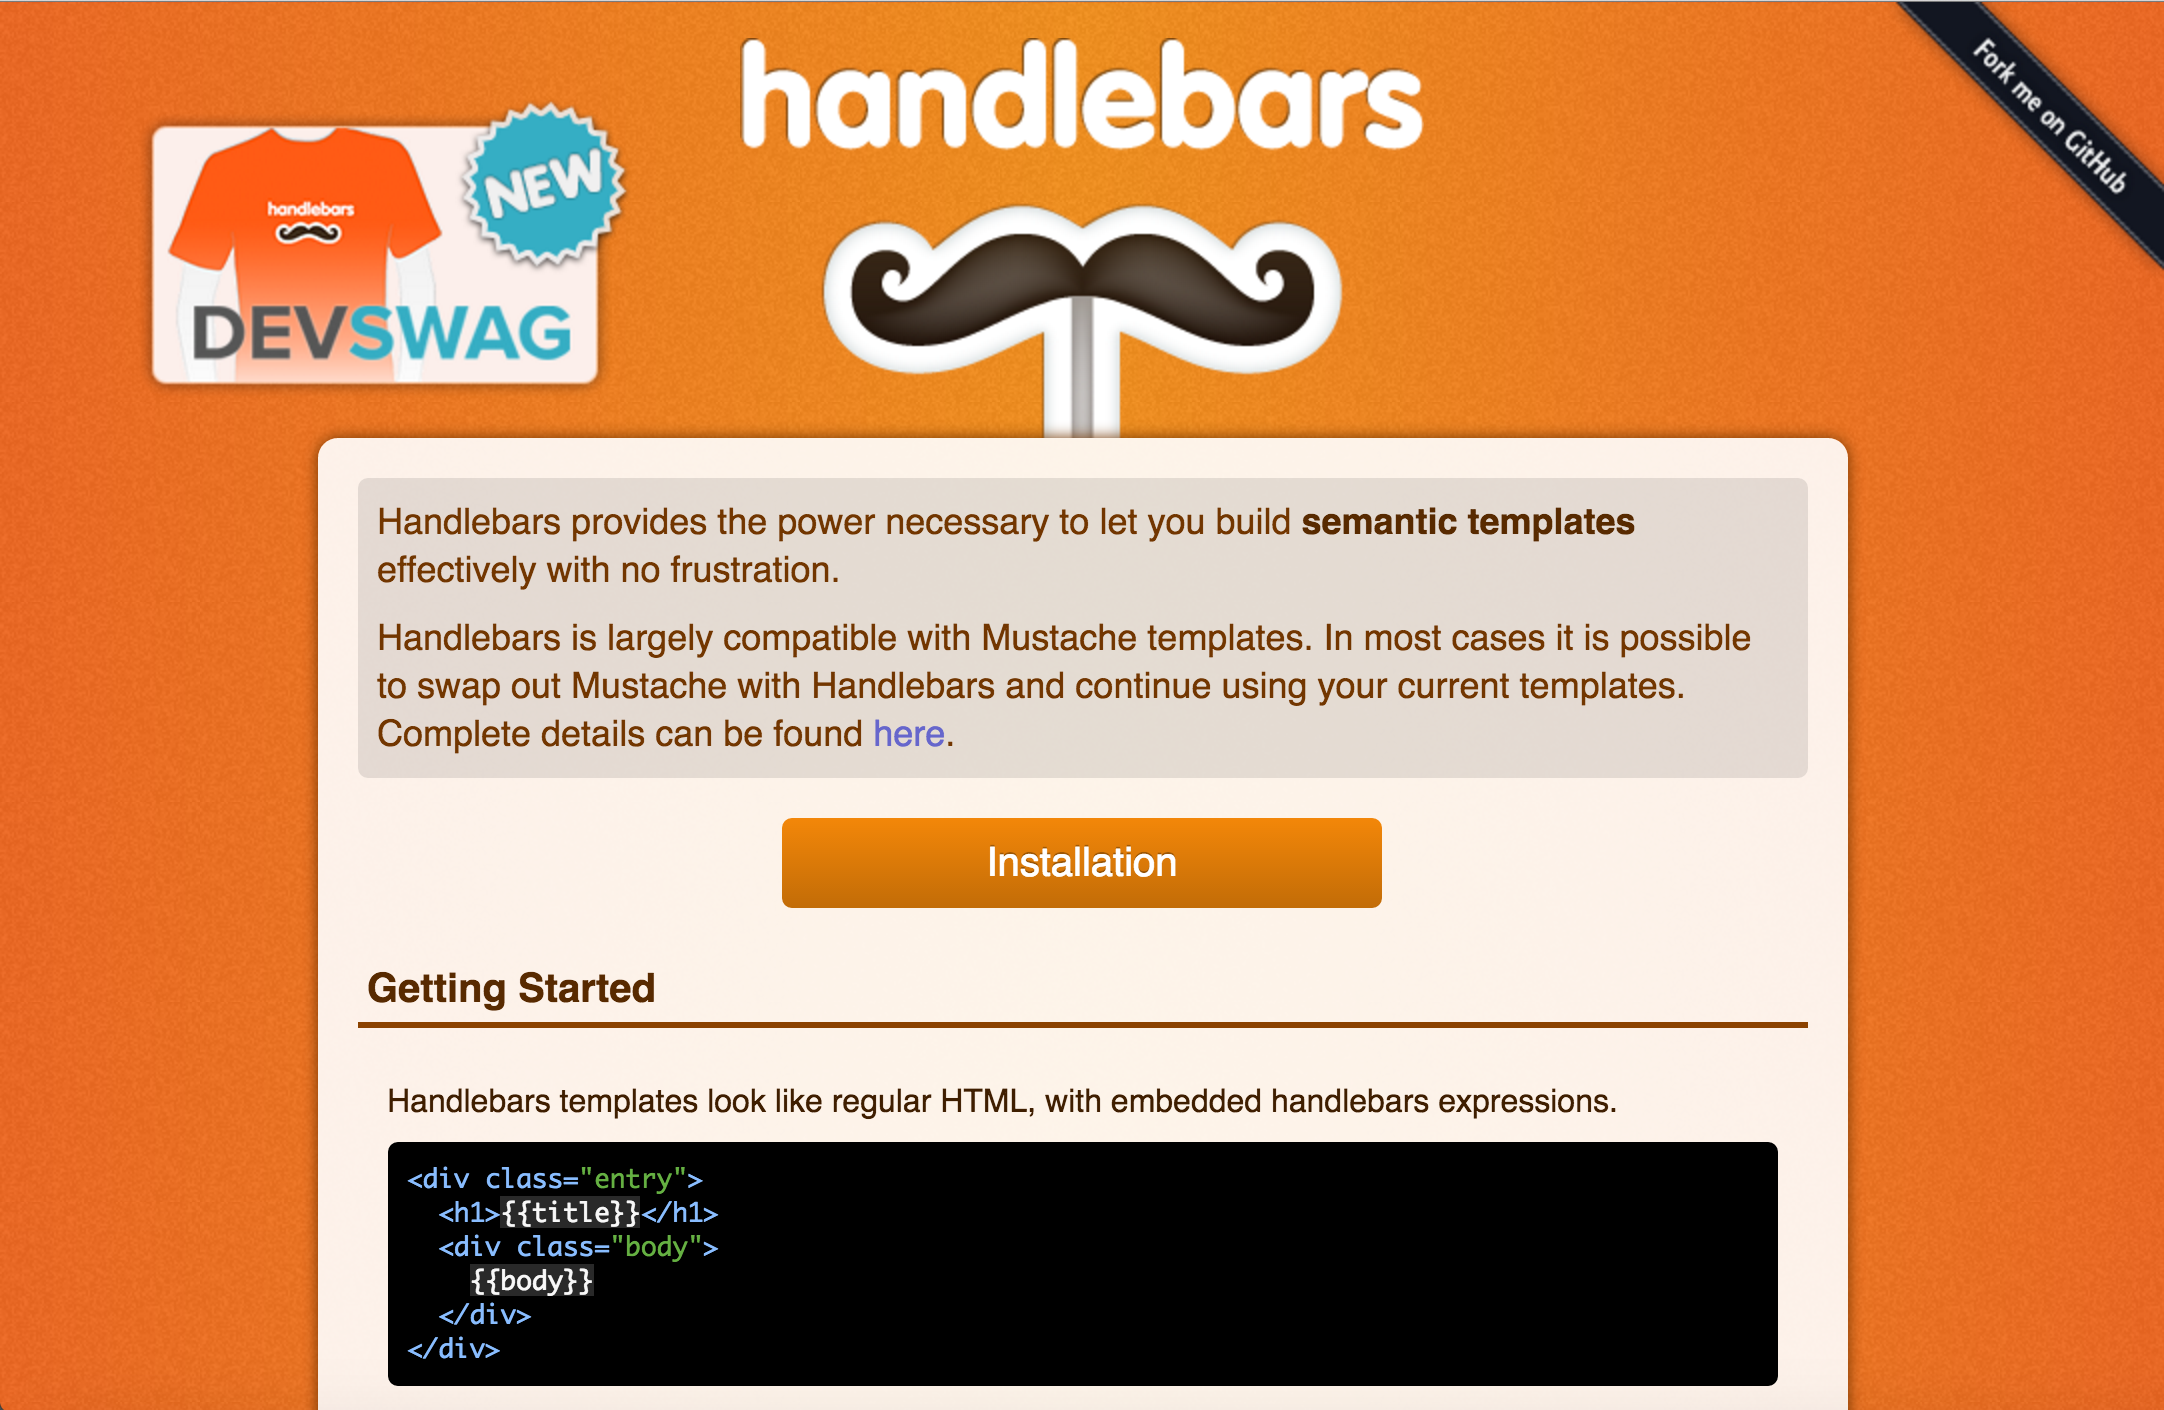 handlebars
Fork me on GitHub
NEW
handlebars
DEVSWAG
Handlebars provides the power necessary to let you build semantic templates
effectively with no frustration.
Handlebars is largely compatible with Mustache templates. In most cases it is possible
to swap out Mustache with Handlebars and continue using your current templates.
Complete details can be found here.
Installation
Getting Started
Handlebars templates look like regular HTML, with embedded handlebars expressions.
<div class="entry">
  <h1>{{title}}</h1>
  <div class="body">
    {{body}}
  </div>
</div>